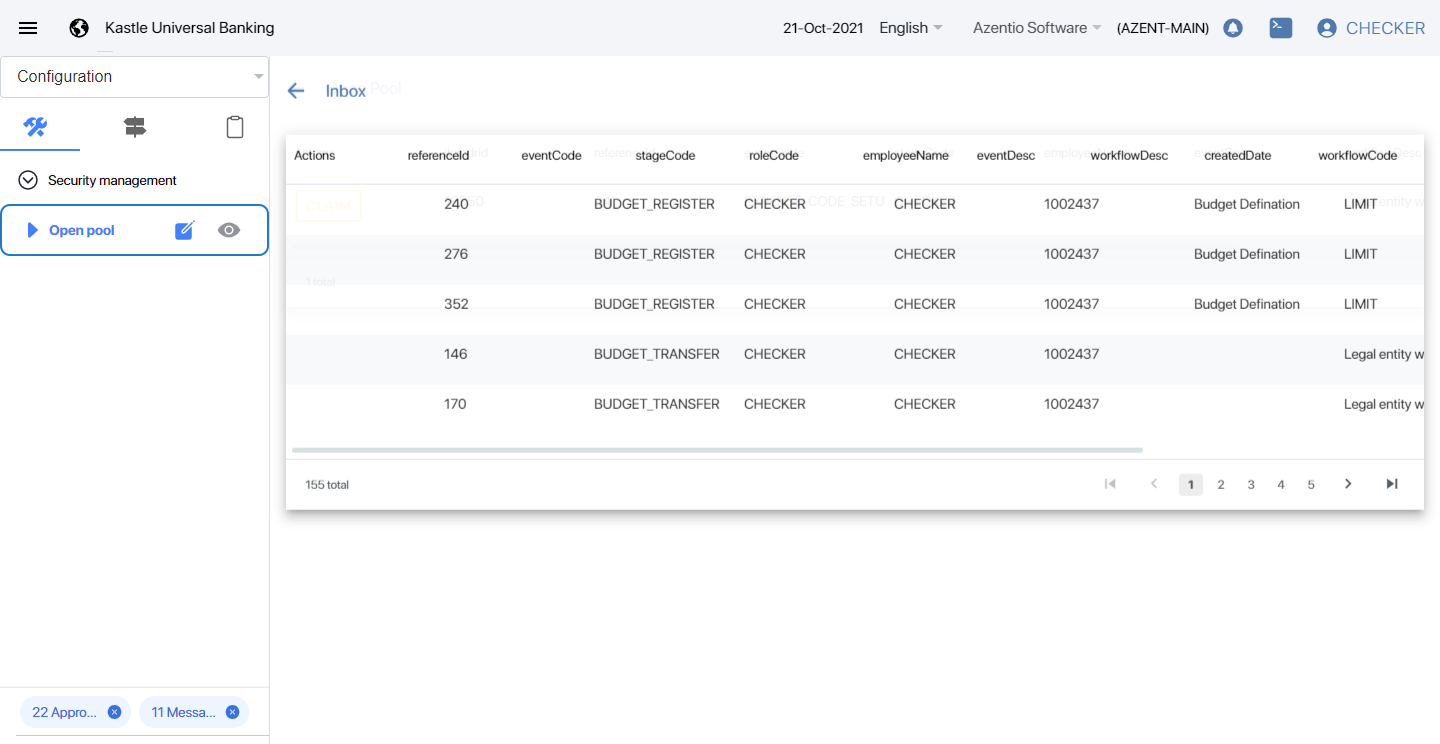 Kastle Universal Banking 21-Oct-2021 English Azentio Software (AZENT-MAIN) CHECKER
Configuration
Security management
Open pool
22 Appro...
11 Messa...
Inbox Pool
Actions referenceId eventCode stageCode roleCode employeeName eventDesc workflowDesc createdDate workflowCode
240 BUDGET_REGISTER CHECKER CHECKER 1002437 Budget Defination LIMIT
276 BUDGET_REGISTER CHECKER CHECKER 1002437 Budget Defination LIMIT
1 total
352 BUDGET_REGISTER CHECKER CHECKER 1002437 Budget Defination LIMIT
146 BUDGET_TRANSFER CHECKER CHECKER 1002437 Legal entity w
170 BUDGET_TRANSFER CHECKER CHECKER 1002437 Legal entity w
155 total 1 2 3 4 5